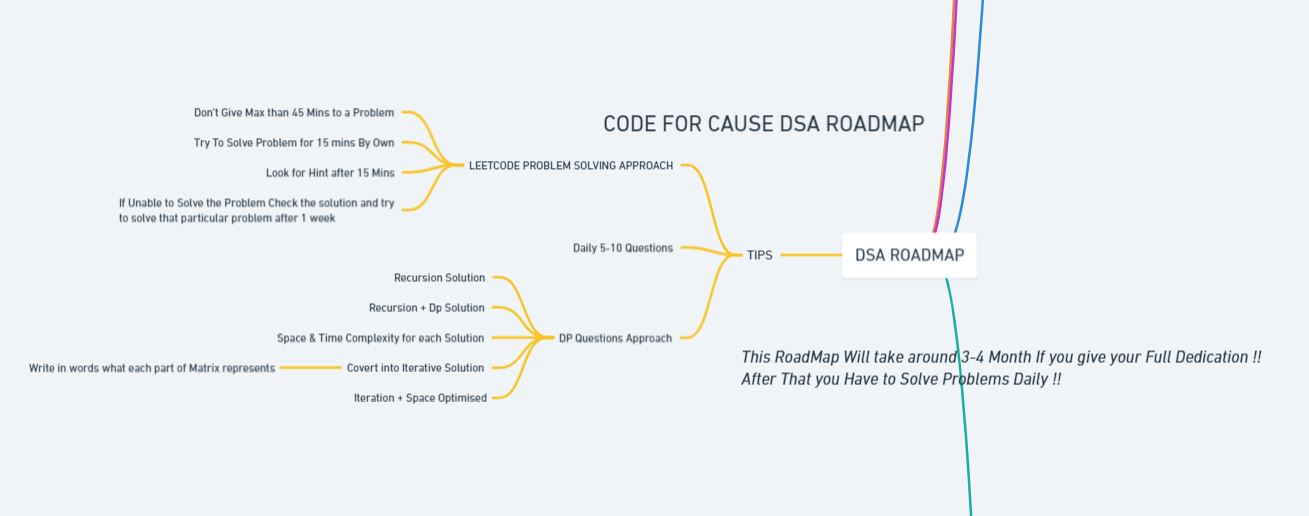 CODE FOR CAUSE DSA ROADMAP
Don't Give Max than 45 Mins to a Problem
Try To Solve Problem for 15 mins By Own
Look for Hint after 15 Mins
If Unable to Solve the Problem Check the solution and try
to solve that particular problem after 1 week
LEETCODE PROBLEM SOLVING APPROACH
Daily 5-10 Questions
TIPS
DSA ROADMAP
Recursion Solution
Recursion + Dp Solution
Space & Time Complexity for each Solution
DP Questions Approach
Write in words what each part of Matrix represents
Covert into Iterative Solution
Iteration + Space Optimised
This RoadMap Will take around 3-4 Month If you give your Full Dedication !!
After That you Have to Solve Problems Daily !!